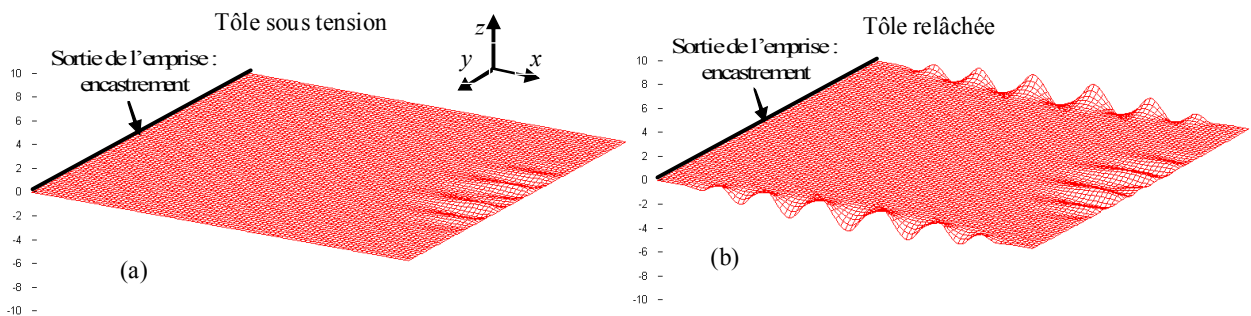 Tôle sous tension
Sortie de l'emprise :
encastrement
z
y
x
10
8
6
4
2
0
-2
-4
-6
-8
-10
(a)
Tôle relâchée
Sortie de l'emprise :
encastrement
10
8
6
4
2
0
-2
-4
-6
-8
-10
(b)